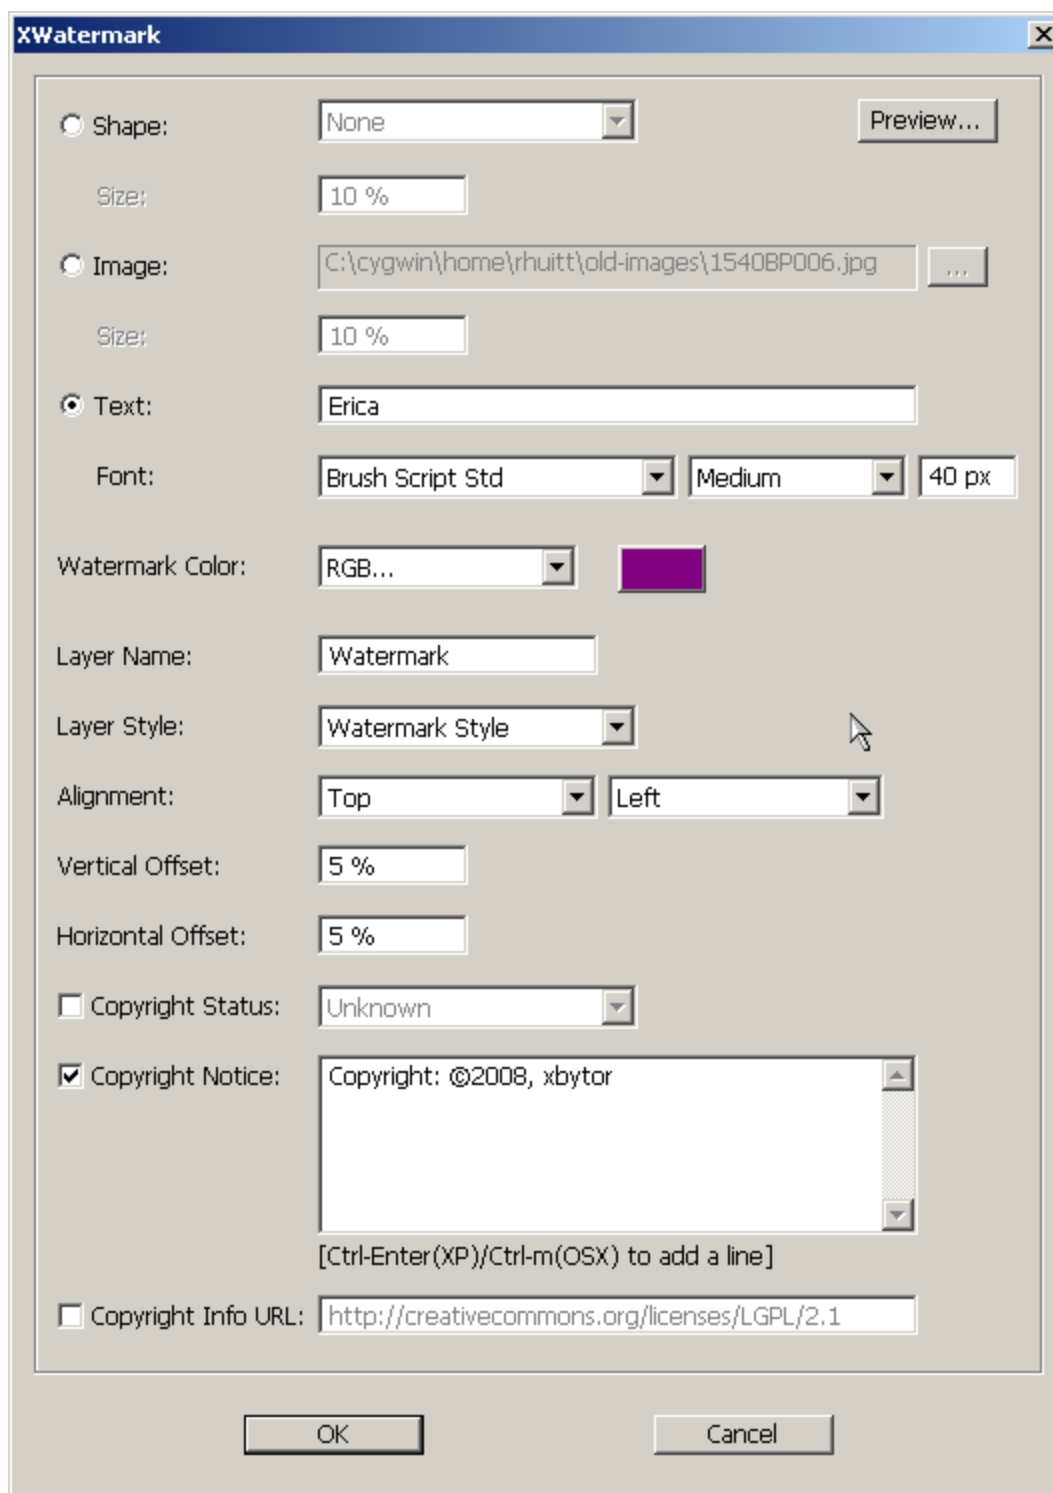 XWatermark
Shape: None Preview...
Size: 10 %
Image: C:\cygwin\home\rhuitt\old-images\1540BP006.jpg ...
Size: 10 %
Text: Erica
Font: Brush Script Std Medium 40 px
Watermark Color: RGB...
Layer Name: Watermark
Layer Style: Watermark Style
Alignment: Top Left
Vertical Offset: 5 %
Horizontal Offset: 5 %
Copyright Status: Unknown
Copyright Notice: Copyright: ©2008, xbytor
[Ctrl-Enter(XP)/Ctrl-m(OSX) to add a line]
Copyright Info URL: http://creativecommons.org/licenses/LGPL/2.1
OK Cancel